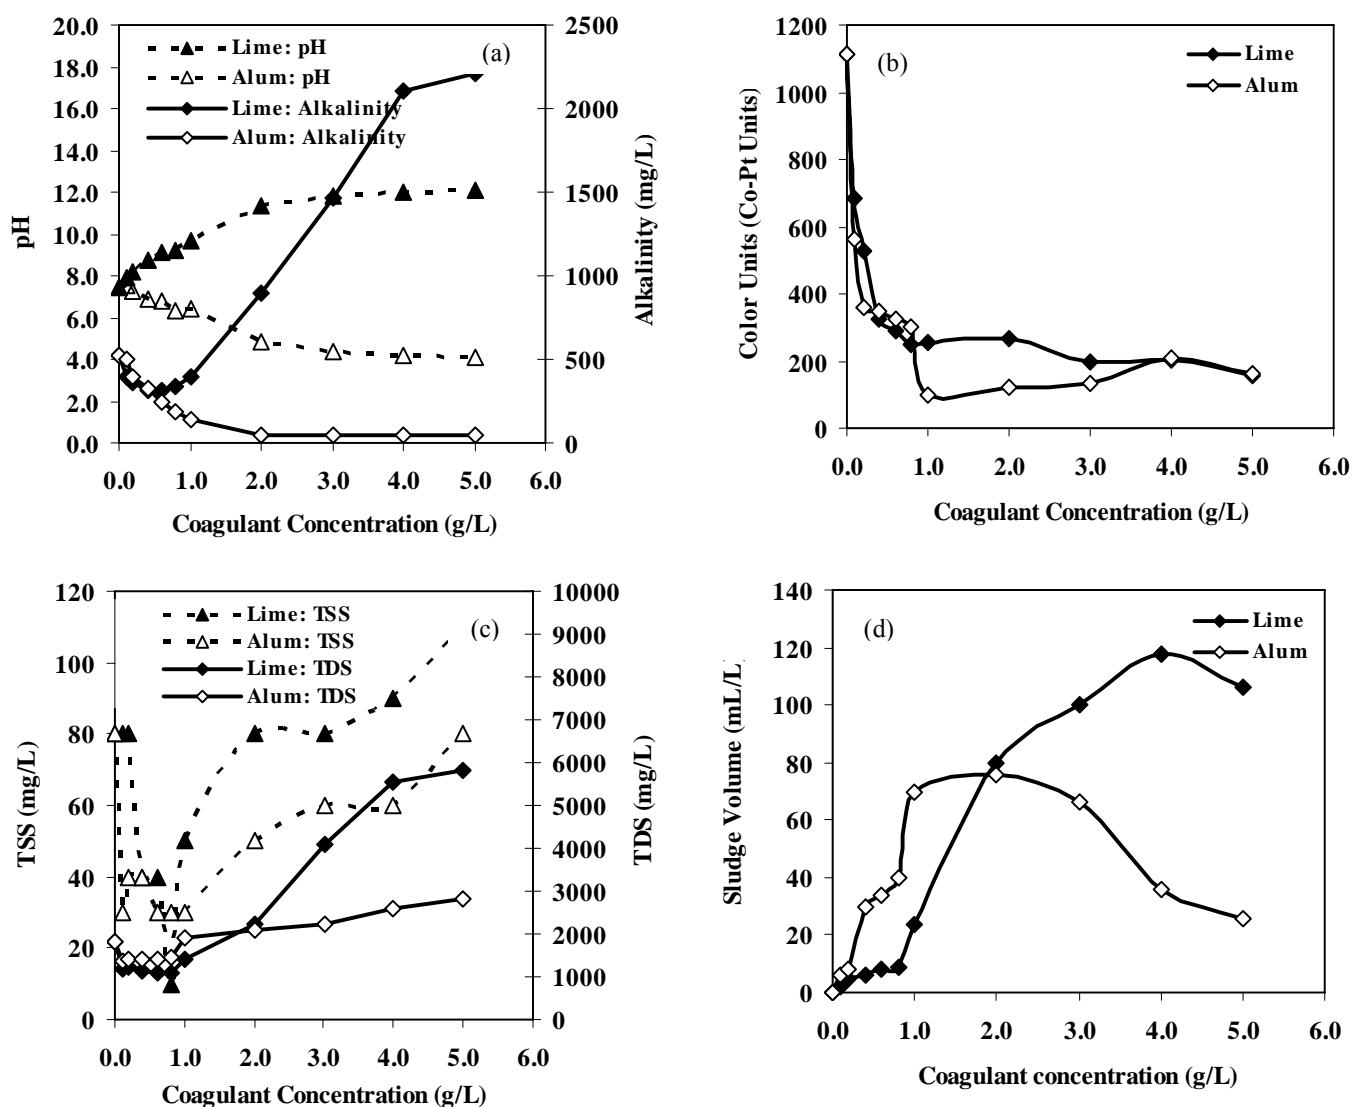 20.0
18.0
16.0
14.0
12.0
10.0
8.0
6.0
4.0
2.0
0.0
pH
Lime: pH
Alum: pH
Lime: Alkalinity
Alum: Alkalinity
(a)
2500
2000
1500
1000
500
0
Alkalinity (mg/L)
0.0 1.0 2.0 3.0 4.0 5.0 6.0
Coagulant Concentration (g/L)
1200
1000
800
600
400
200
0
Color Units (Co-Pt Units)
(b)
Lime
Alum
0.0 1.0 2.0 3.0 4.0 5.0 6.0
Coagulant Concentration (g/L)
120
100
80
60
40
20
0
TSS (mg/L)
Lime: TSS
Alum: TSS
Lime: TDS
Alum: TDS
(c)
10000
9000
8000
7000
6000
5000
4000
3000
2000
1000
0
TDS (mg/L)
0.0 1.0 2.0 3.0 4.0 5.0 6.0
Coagulant Concentration (g/L)
140
120
100
80
60
40
20
0
Sludge Volume (mL/L)
(d)
Lime
Alum
0.0 1.0 2.0 3.0 4.0 5.0 6.0
Coagulant concentration (g/L)